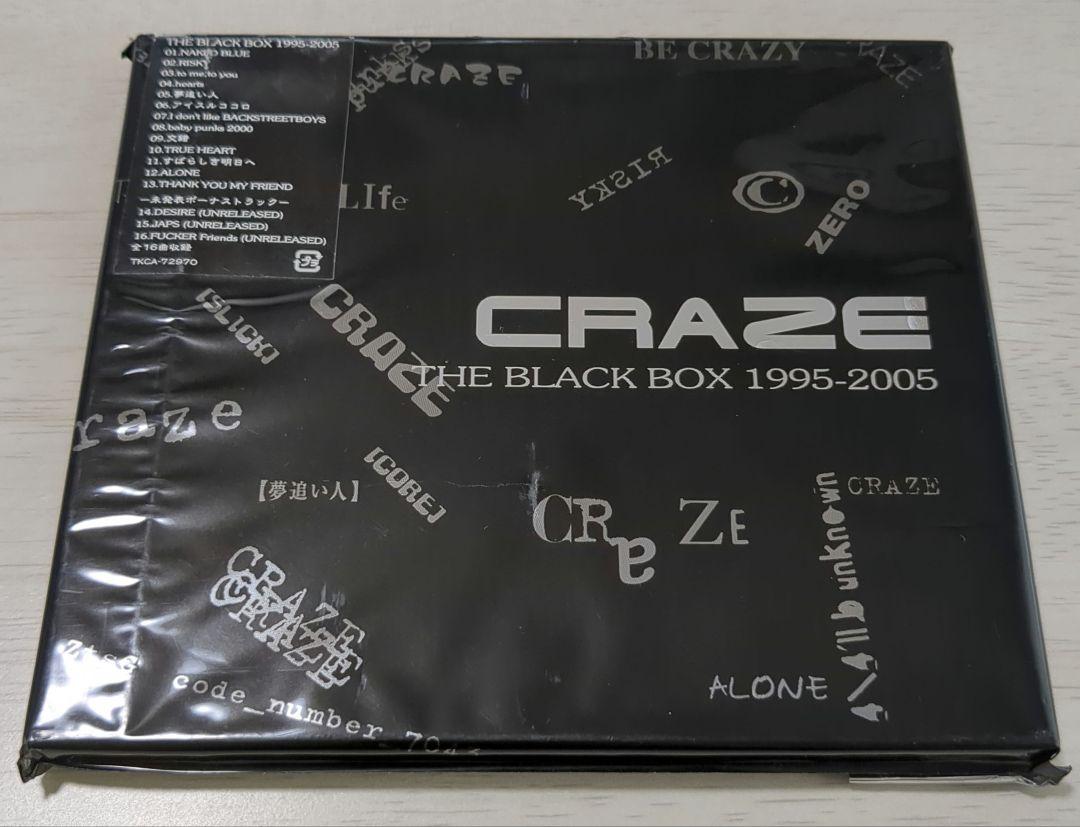 THE BLACK BOX 1995-2005
01.NAKED BLUE
02.RISKY
03.to me,to you
04.hearts
05.夢追い人
06.アイスルココロ
07.I don't like BACKSTREETBOYS
08.baby punks 2000
09.交錯
10.TRUE HEART
11.すばらしき明日へ
12.ALONE
13.THANK YOU MY FRIEND
ー未発表ボーナストラックー
14.DESIRE (UNRELEASED)
15.JAPS (UNRELEASED)
16.FUCKER Friends (UNRELEASED)
全16曲収録
TKCA-72970
punks
CRAZE
BE CRAZY
CRAZE
LIfe
RISKY
©
ZERO
[SLICK]
CRAZE
CRAZE
THE BLACK BOX 1995-2005
raze
【夢追い人】
[CORE]
CRaZE
unknown
CRAZE
CRAZE
CRAZE
code_number_7043
ALONE